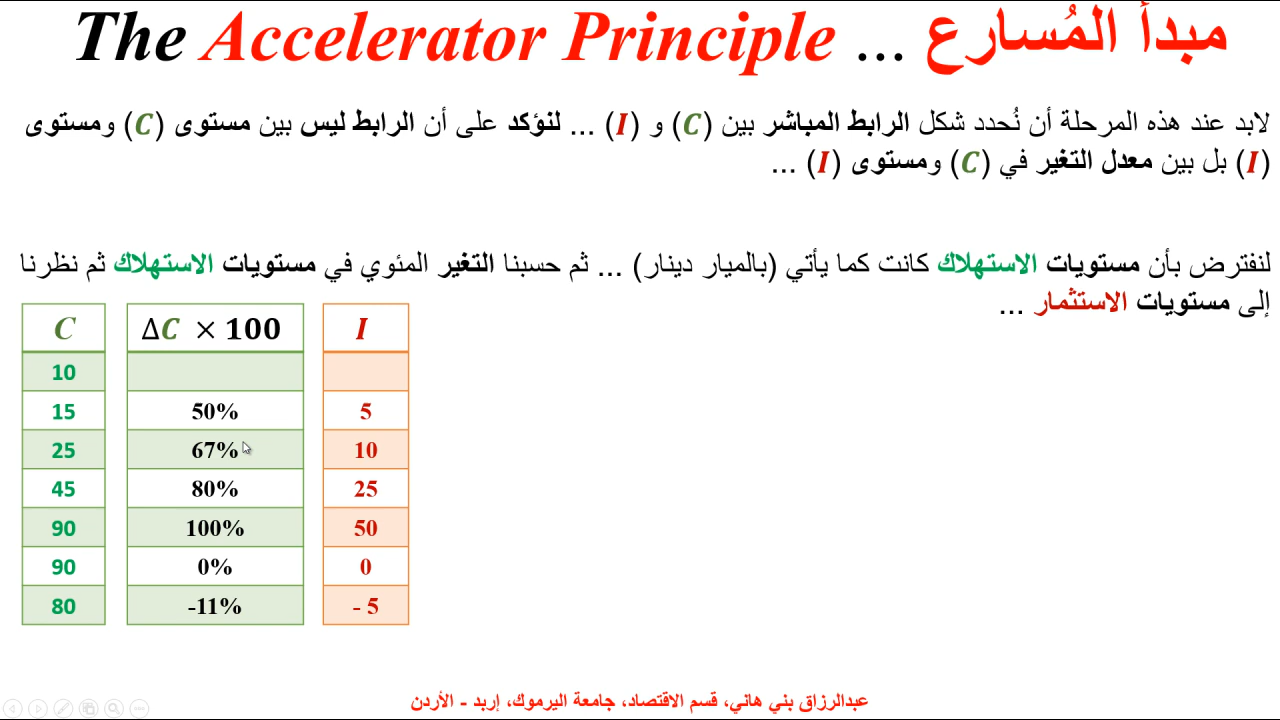 The Accelerator Principle ... مبدأ المُسارع
لابد عند هذه المرحلة أن نُحدد شكل الرابط المباشر بين (C) و (I) ... لنؤكد على أن الرابط ليس بين مستوى (C) ومستوى
(I) بل بين معدل التغير في (C) ومستوى (I) ...
لنفترض بأن مستويات الاستهلاك كانت كما يأتي (بالميار دينار) ... ثم حسبنا التغير المئوي في مستويات الاستهلاك ثم نظرنا
إلى مستويات الاستثمار ...
C ΔC × 100 I
10
15 50% 5
25 67% 10
45 80% 25
90 100% 50
90 0% 0
80 -11% - 5
عبدالرزاق بني هاني، قسم الاقتصاد، جامعة اليرموك، إربد - الأردن